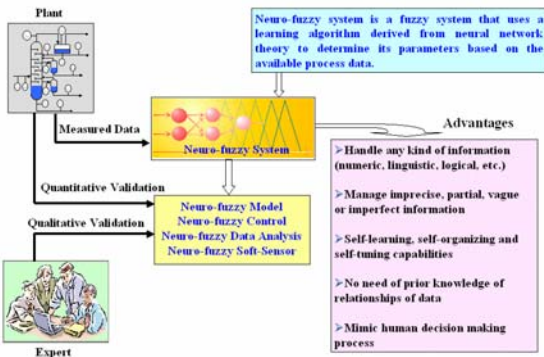 Plant
Neuro-fuzzy system is a fuzzy system that uses a
learning algorithm derived from neural network
theory to determine its parameters based on the
available process data.
Measured Data
Neuro-fuzzy System
Advantages
➢Handle any kind of information
(numeric, linguistic, logical, etc.)
➢Manage imprecise, partial, vague
or imperfect information
➢Self-learning, self-organizing and
self-tuning capabilities
➢No need of prior knowledge of
relationships of data
➢Mimic human decision making
process
Quantitative Validation
Qualitative Validation
Neuro-fuzzy Model
Neuro-fuzzy Control
Neuro-fuzzy Data Analysis
Neuro-fuzzy Soft-Sensor
Expert